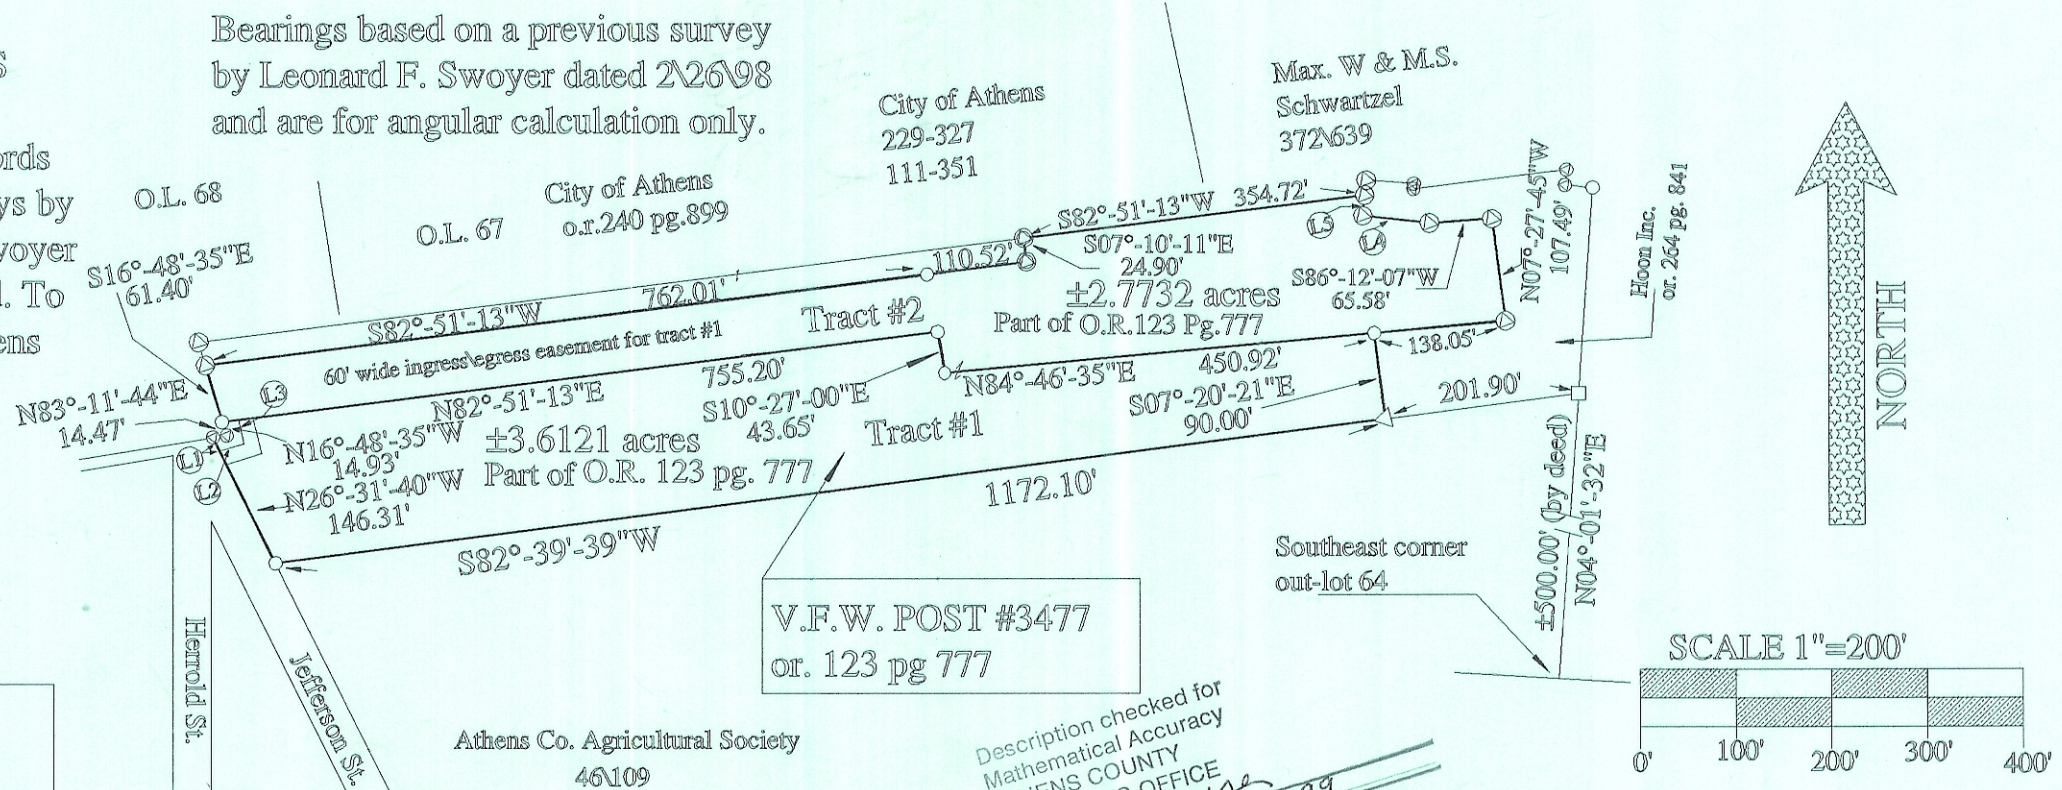 Bearings based on a previous survey
by Leonard F. Swoyer dated 2\26\98
and are for angular calculation only.
S
ords
ys by
voyer
l. To
ens
O.L. 68
O.L. 67
City of Athens
o.r.240 pg.899
City of Athens
229-327
111-351
Max. W & M.S.
Schwartzel
372\639
S16°-48'-35"E
61.40'
N83°-11'-44"E
14.47'
L3
L1
L2
S82°-51'-13"W
762.01'
110.52'
S82°-51'-13"W 354.72'
S07°-10'-11"E
24.90'
L5
L4
S86°-12'-07"W
65.58'
N07°-27'-45"W
107.49'
Hoon Inc.
or. 264 pg. 841
60' wide ingress\egress easement for tract #1
Tract #2
±2.7732 acres
Part of O.R.123 Pg.777
N82°-51'-13"E
755.20'
S10°-27'-00"E
43.65'
N84°-46'-35"E
450.92'
138.05'
S07°-20'-21"E
90.00'
201.90'
N16°-48'-35"W
14.93'
N26°-31'-40"W
146.31'
±3.6121 acres
Part of O.R. 123 pg. 777
Tract #1
1172.10'
S82°-39'-39"W
±500.00' (by deed)
N04°-01'-32"E
Southeast corner
out-lot 64
V.F.W. POST #3477
or. 123 pg 777
Herrold St.
Jefferson St.
Athens Co. Agricultural Society
46\109
Description checked for
Mathematical Accuracy
ENS COUNTY
OFFICE
NORTH
SCALE 1"=200'
0' 100' 200' 300' 400'